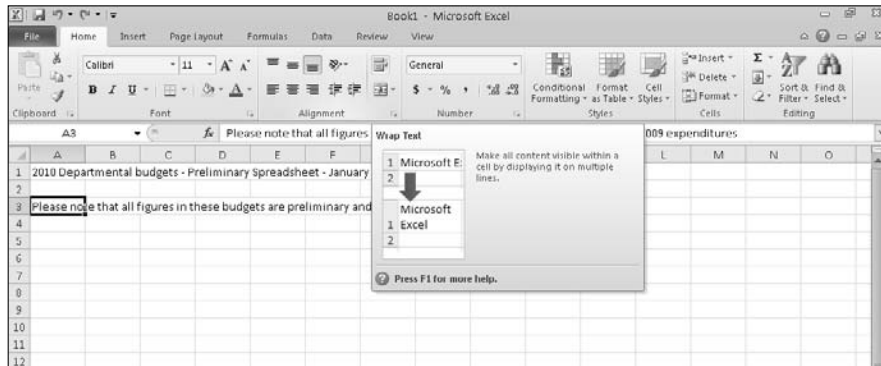 Book1 - Microsoft Excel
File Home Insert Page Layout Formulas Data Review View
Calibri 11 A A General Insert Σ
Delete
Paste B I U A $ % , Conditional Format Cell Format Sort & Find &
Formatting as Table Styles Filter Select
Clipboard Font Alignment Number Styles Cells Editing
A3 fx Please note that all figures 009 expenditures
Wrap Text
A B C D E F L M N O
1 2010 Departmental budgets - Preliminary Spreadsheet - January
2
3 Please note that all figures in these budgets are preliminary and
4
5
6
7
8
9
10
11
12
1 Microsoft E:
2
Microsoft
1 Excel
2
Make all content visible within a
cell by displaying it on multiple
lines.
Press F1 for more help.